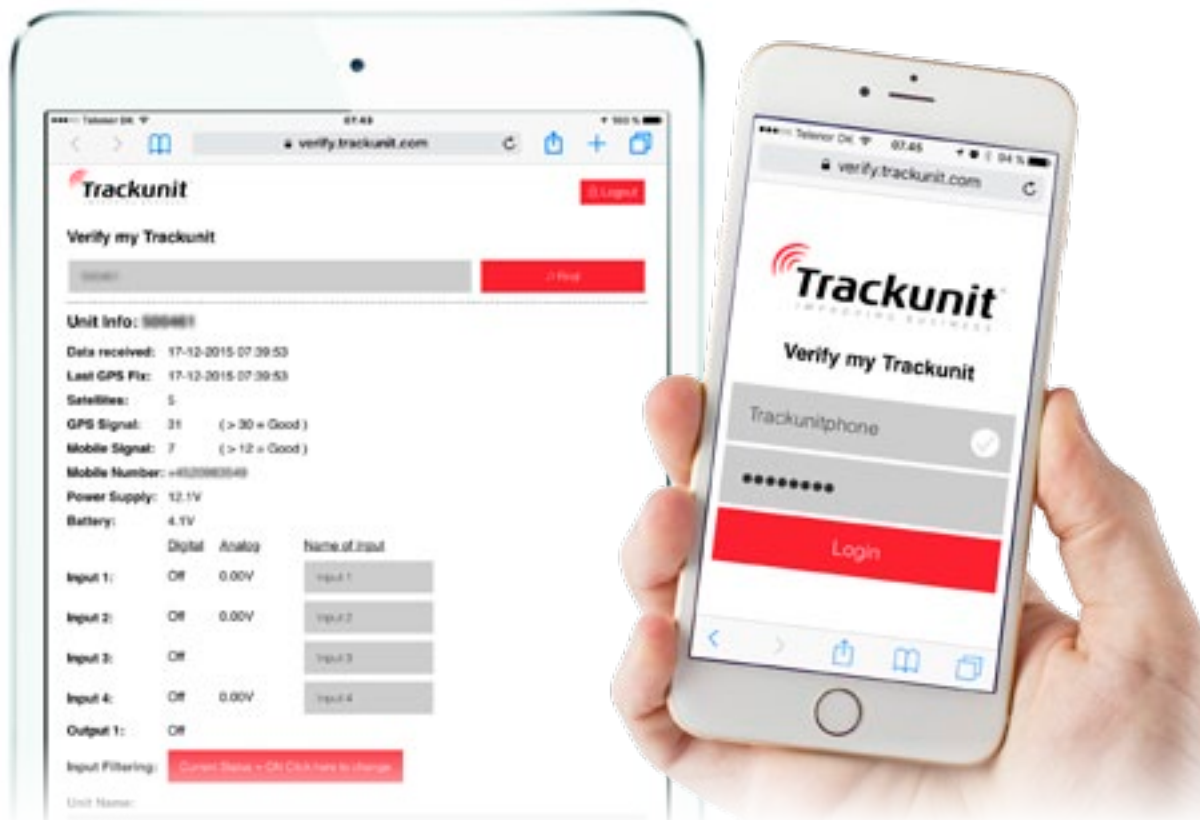 Telenor DK
07.43
100 %
verify.trackunit.com
Trackunit
Logout
Verify my Trackunit
Find
Unit Info:
Data received: 17-12-2015 07:39:53
Last GPS Fix: 17-12-2015 07:39:53
Satellites: 5
GPS Signal: 31 ( > 30 = Good )
Mobile Signal: 7 ( > 12 = Good )
Mobile Number:
Power Supply: 12.1V
Battery: 4.1V
Digital Analog Name of input
Input 1: Off 0.00V Input 1
Input 2: Off 0.00V Input 2
Input 3: Off Input 3
Input 4: Off 0.00V Input 4
Output 1: Off
Input Filtering: Current Status = ON Click here to change
Unit Name:
Telenor DK 07.45 94 %
verify.trackunit.com
Trackunit
IMPROVING BUSINESS
Verify my Trackunit
Trackunitphone
Login